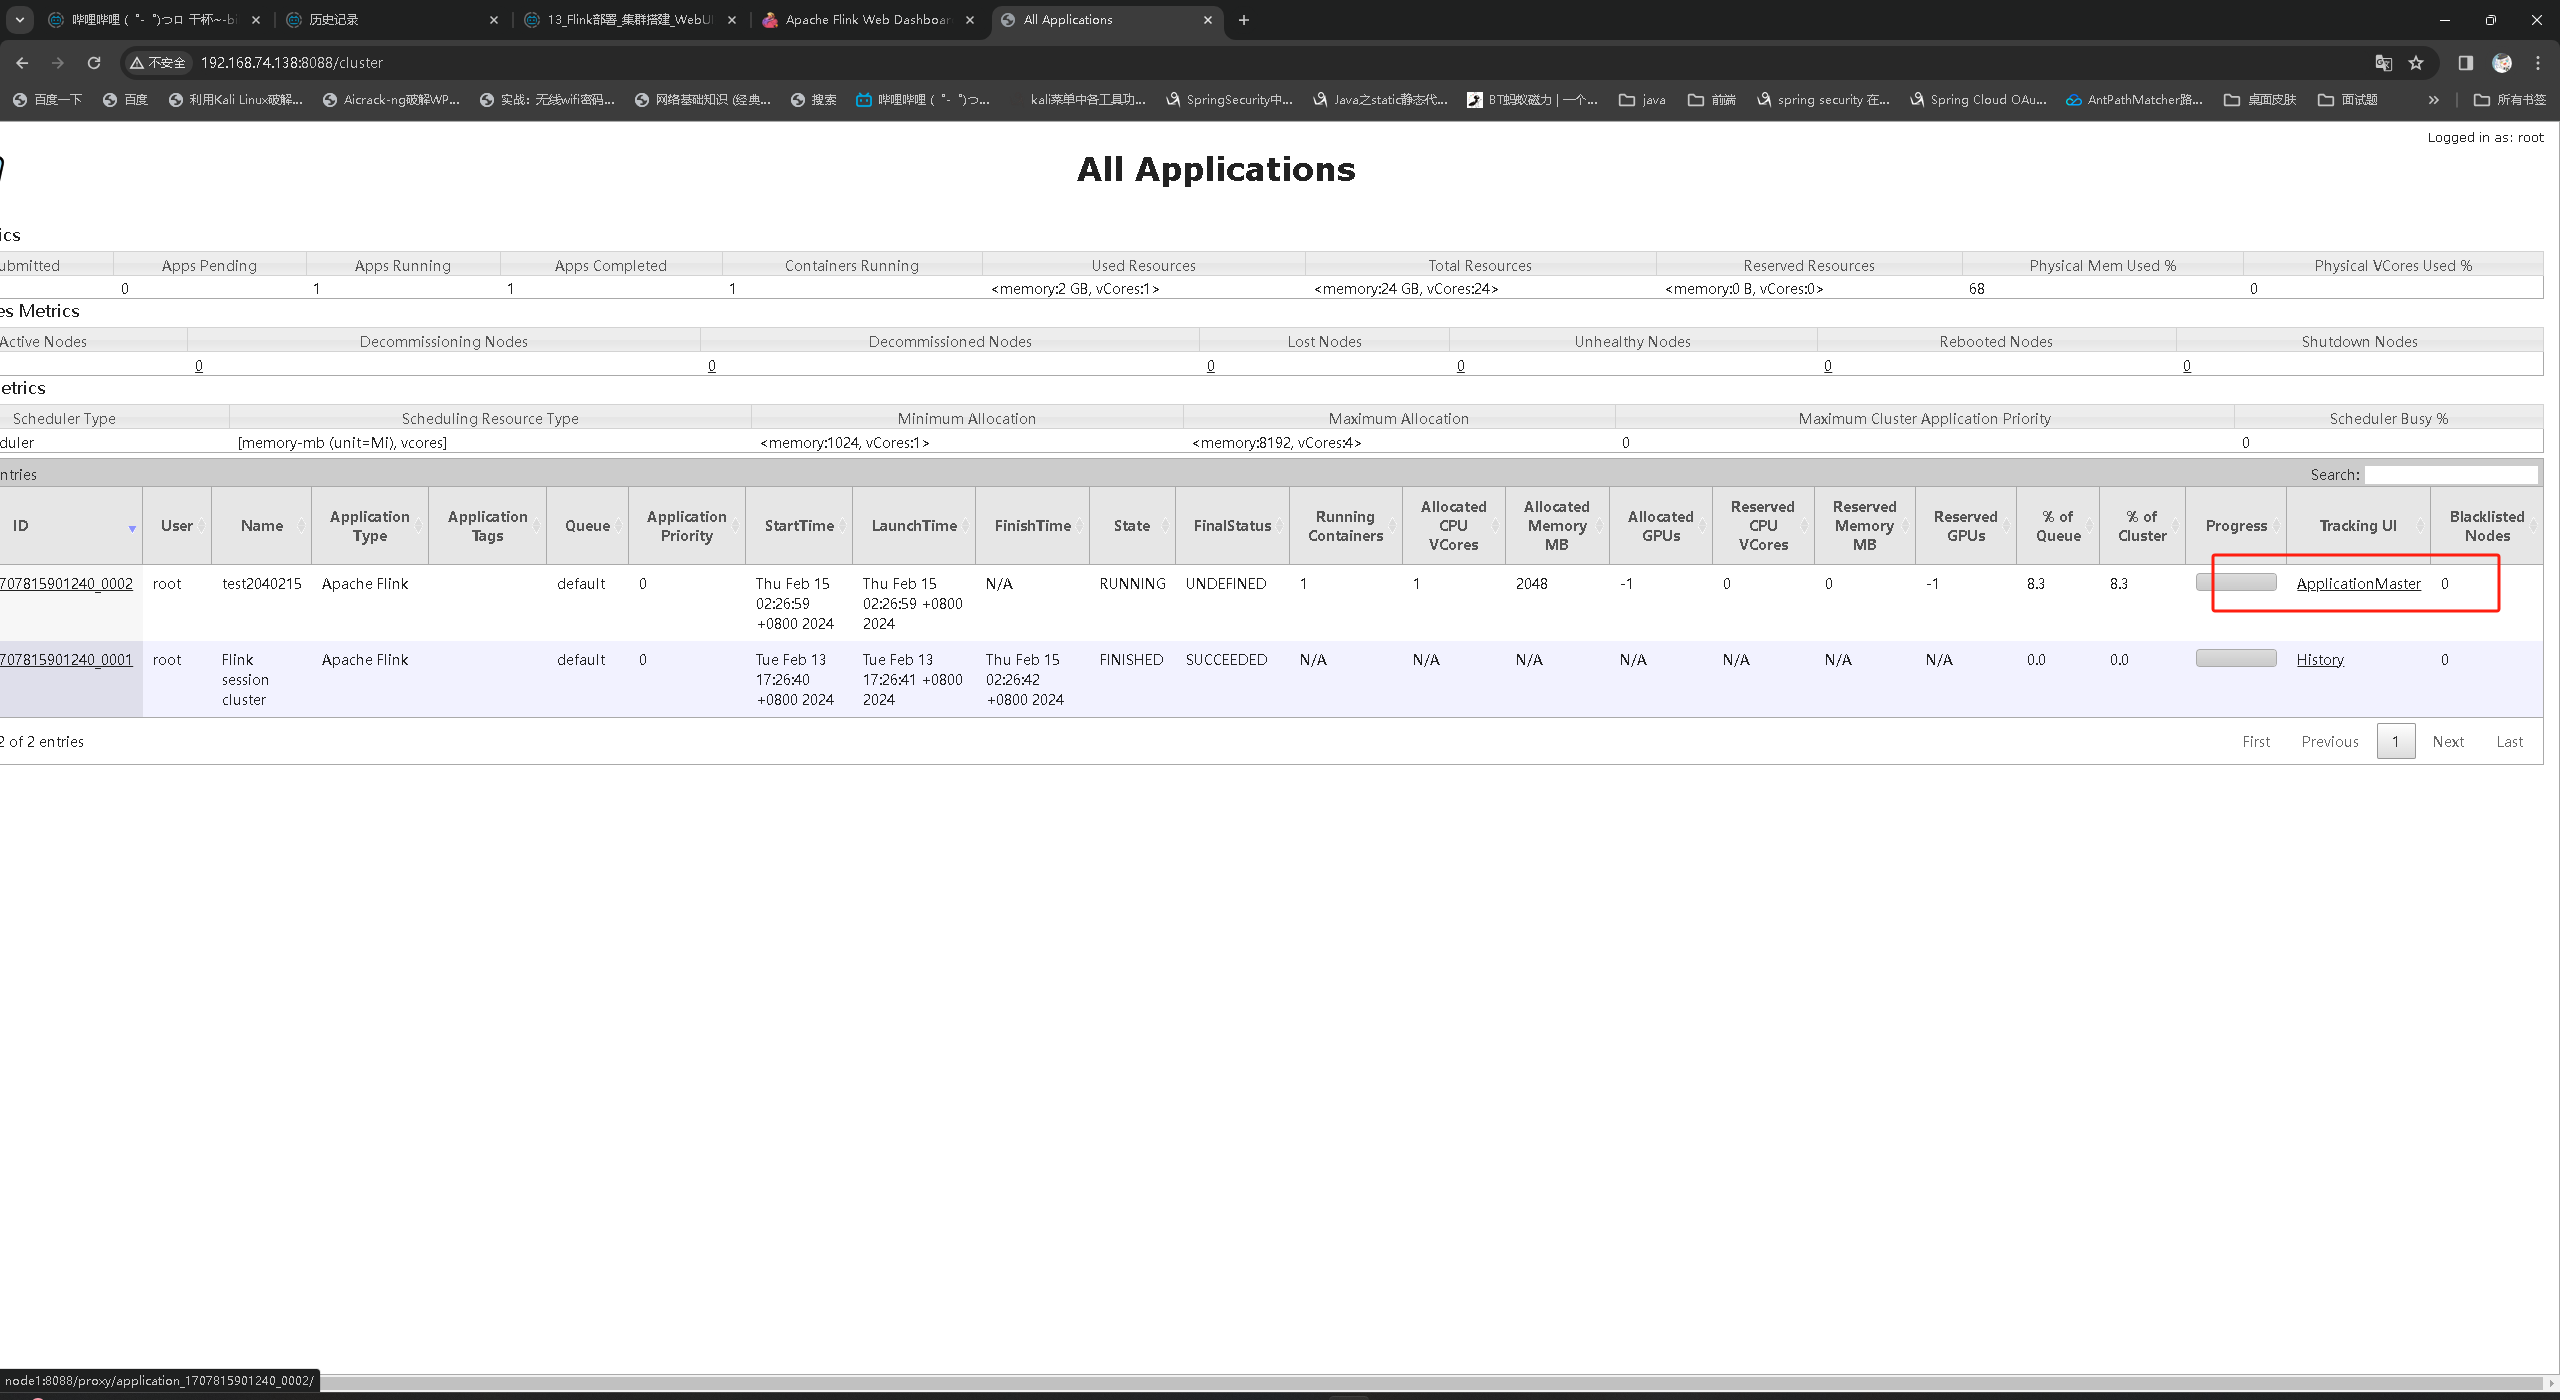 哔哩哔哩 (゜-゜)つロ 干杯~-bi
历史记录
13_Flink部署_集群搭建_WebUI
Apache Flink Web Dashboar
All Applications
不安全
192.168.74.138:8088/cluster
百度一下
百度
利用Kali Linux破解...
Aicrack-ng破解WP...
实战：无线wifi密码...
网络基础知识 (经典...
搜索
哔哩哔哩 (゜-゜)つ...
kali菜单中各工具功...
SpringSecurity中...
Java之static静态代...
BT蚂蚁磁力 | 一个...
java
前端
spring security 在...
Spring Cloud OAu...
AntPathMatcher路...
桌面皮肤
面试题
所有书签
Logged in as: root
All Applications
ics
ubmitted Apps Pending Apps Running Apps Completed Containers Running Used Resources Total Resources Reserved Resources Physical Mem Used % Physical VCores Used %
0 1 1 1 <memory:2 GB, vCores:1> <memory:24 GB, vCores:24> <memory:0 B, vCores:0> 68 0
es Metrics
Active Nodes Decommissioning Nodes Decommissioned Nodes Lost Nodes Unhealthy Nodes Rebooted Nodes Shutdown Nodes
0 0 0 0 0 0
etrics
Scheduler Type Scheduling Resource Type Minimum Allocation Maximum Allocation Maximum Cluster Application Priority Scheduler Busy %
duler [memory-mb (unit=Mi), vcores] <memory:1024, vCores:1> <memory:8192, vCores:4> 0 0
ntries Search:
ID
User
Name
Application
Type
Application
Tags
Queue
Application
Priority
StartTime
LaunchTime
FinishTime
State
FinalStatus
Running
Containers
Allocated
CPU
VCores
Allocated
Memory
MB
Allocated
GPUs
Reserved
CPU
VCores
Reserved
Memory
MB
Reserved
GPUs
% of
Queue
% of
Cluster
Progress
Tracking UI
Blacklisted
Nodes
707815901240_0002
root
test2040215
Apache Flink
default
0
Thu Feb 15
02:26:59
+0800 2024
Thu Feb 15
02:26:59 +0800
2024
N/A
RUNNING
UNDEFINED
1
1
2048
-1
0
0
-1
8.3
8.3
ApplicationMaster
0
707815901240_0001
root
Flink
session
cluster
Apache Flink
default
0
Tue Feb 13
17:26:40
+0800 2024
Tue Feb 13
17:26:41 +0800
2024
Thu Feb 15
02:26:42
+0800 2024
FINISHED
SUCCEEDED
N/A
N/A
N/A
N/A
N/A
N/A
N/A
0.0
0.0
History
0
2 of 2 entries
First Previous 1 Next Last
node1:8088/proxy/application_1707815901240_0002/